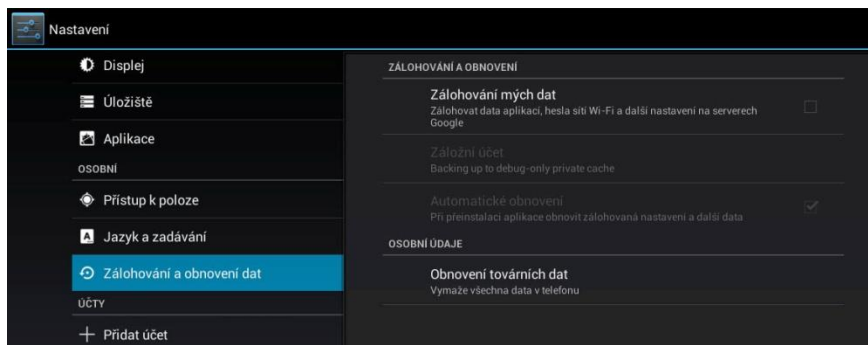 Nastavení
Displej
Úložiště
Aplikace
OSOBNÍ
Přístup k poloze
Jazyk a zadávání
Zálohování a obnovení dat
ÚČTY
Přidat účet
ZÁLOHOVÁNÍ A OBNOVENÍ
Zálohování mých dat
Zálohovat data aplikací, hesla sítí Wi-Fi a další nastavení na serverech
Google
Záložní účet
Backing up to debug-only private cache
Automatické obnovení
Při přeinstalaci aplikace obnovit zálohovaná nastavení a další data
OSOBNÍ ÚDAJE
Obnovení továrních dat
Vymaže všechna data v telefonu